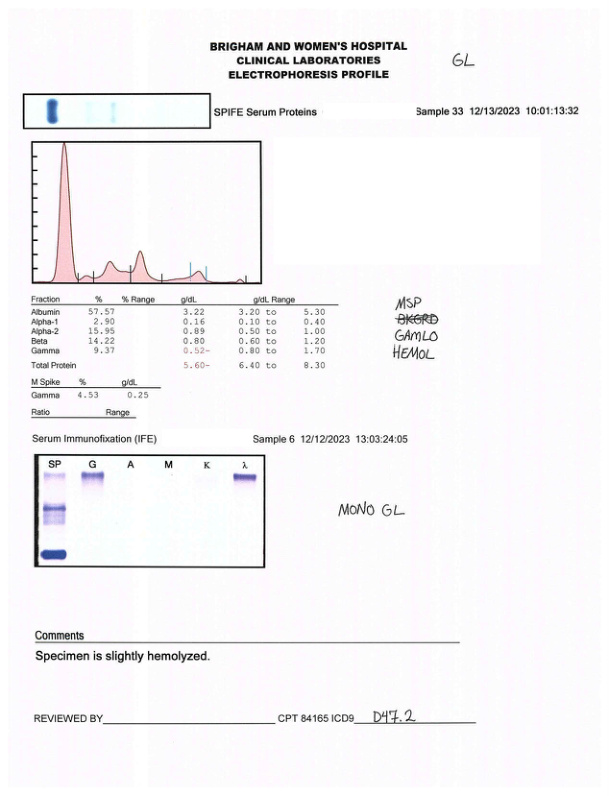 BRIGHAM AND WOMEN'S HOSPITAL
CLINICAL LABORATORIES
ELECTROPHORESIS PROFILE
GL
SPIFE Serum Proteins Sample 33 12/13/2023 10:01:13:32
Fraction % % Range g/dL g/dL Range
Albumin 57.57 3.22 3.20 to 5.30
Alpha-1 2.90 0.16 0.10 to 0.40
Alpha-2 15.95 0.89 0.50 to 1.00
Beta 14.22 0.80 0.60 to 1.20
Gamma 9.37 0.52- 0.80 to 1.70
Total Protein 5.60- 6.40 to 8.30
MSP
BKGRD
GAMLO
HEMOL
M Spike % g/dL
Gamma 4.53 0.25
Ratio Range
Serum Immunofixation (IFE) Sample 6 12/12/2023 13:03:24:05
SP G A M K λ
MONO GL
Comments
Specimen is slightly hemolyzed.
REVIEWED BY CPT 84165 ICD9 D47.2